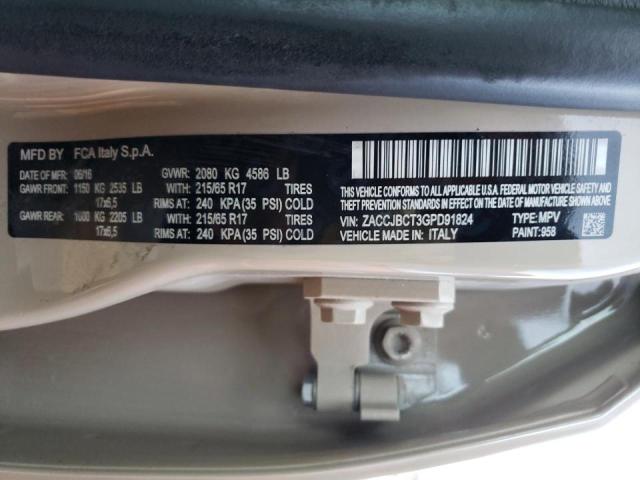 MFD BY FCA Italy S.p.A.
DATE OF MFR: 06/16 GVWR: 2080 KG 4586 LB
GAWR FRONT: 1150 KG 2535 LB WITH: 215/65 R17 TIRES
17x6,5 RIMS AT: 240 KPA(35 PSI) COLD
GAWR REAR: 1000 KG 2205 LB WITH: 215/65 R17 TIRES
17x6,5 RIMS AT: 240 KPA(35 PSI) COLD
THIS VEHICLE CONFORMS TO ALL APPLICABLE U.S.A. FEDERAL MOTOR
VEHICLE SAFETY, BUMPER, AND THEFT PREVENTION STANDARDS IN
EFFECT ON THE DATE OF MANUFACTURE SHOWN ABOVE.
VIN: ZACCJBCT3GPD91824 TYPE: MPV
VEHICLE MADE IN: ITALY PAINT:958